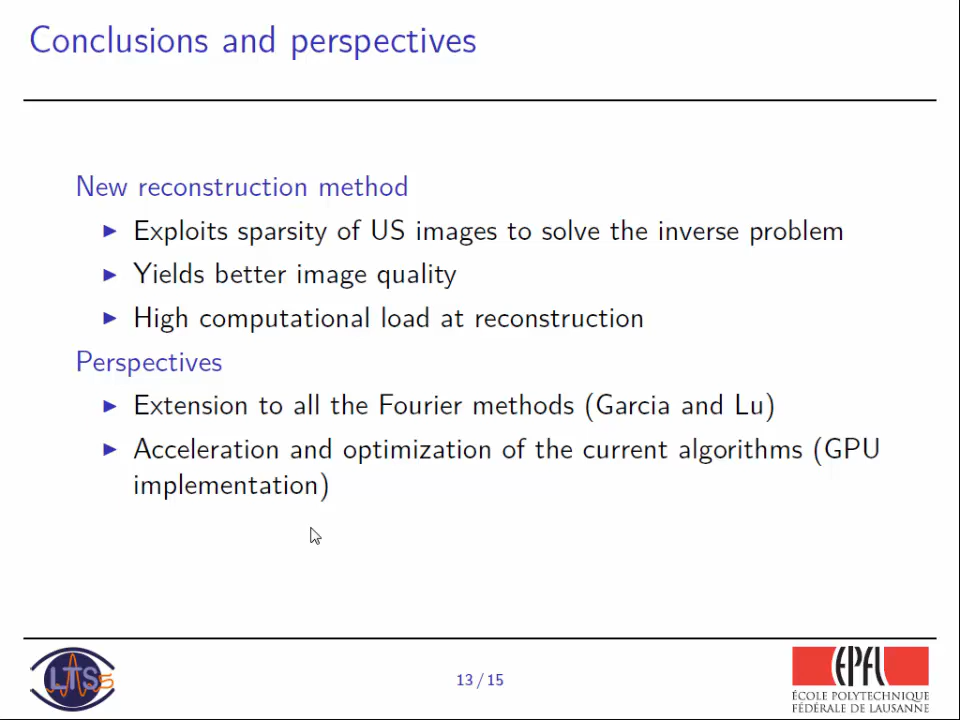 Conclusions and perspectives
New reconstruction method
Exploits sparsity of US images to solve the inverse problem
Yields better image quality
High computational load at reconstruction
Perspectives
Extension to all the Fourier methods (Garcia and Lu)
Acceleration and optimization of the current algorithms (GPU
implementation)
LTS5
13 / 15
EPFL
ÉCOLE POLYTECHNIQUE
FÉDÉRALE DE LAUSANNE